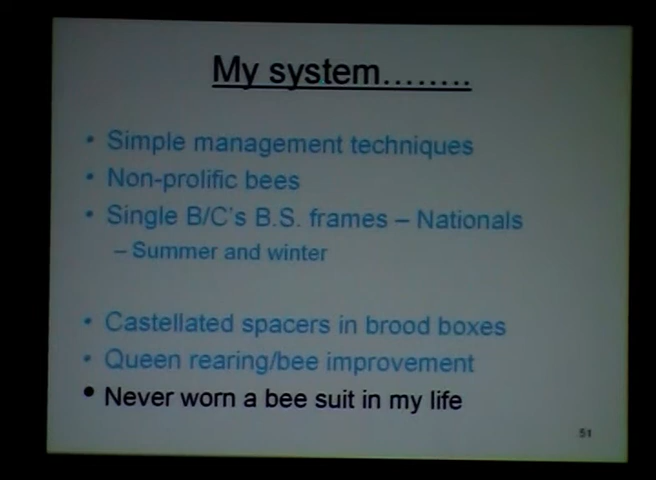 My system........
• Simple management techniques
• Non-prolific bees
• Single B/C's B.S. frames – Nationals
– Summer and winter
• Castellated spacers in brood boxes
• Queen rearing/bee improvement
• Never worn a bee suit in my life
51